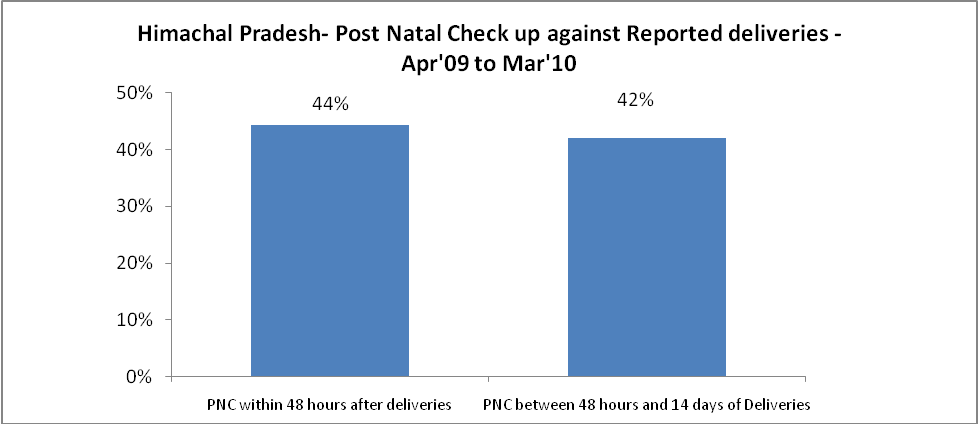 Himachal Pradesh- Post Natal Check up against Reported deliveries -
Apr'09 to Mar'10
50%
40%
30%
20%
10%
0%
44%
42%
PNC within 48 hours after deliveries
PNC between 48 hours and 14 days of Deliveries